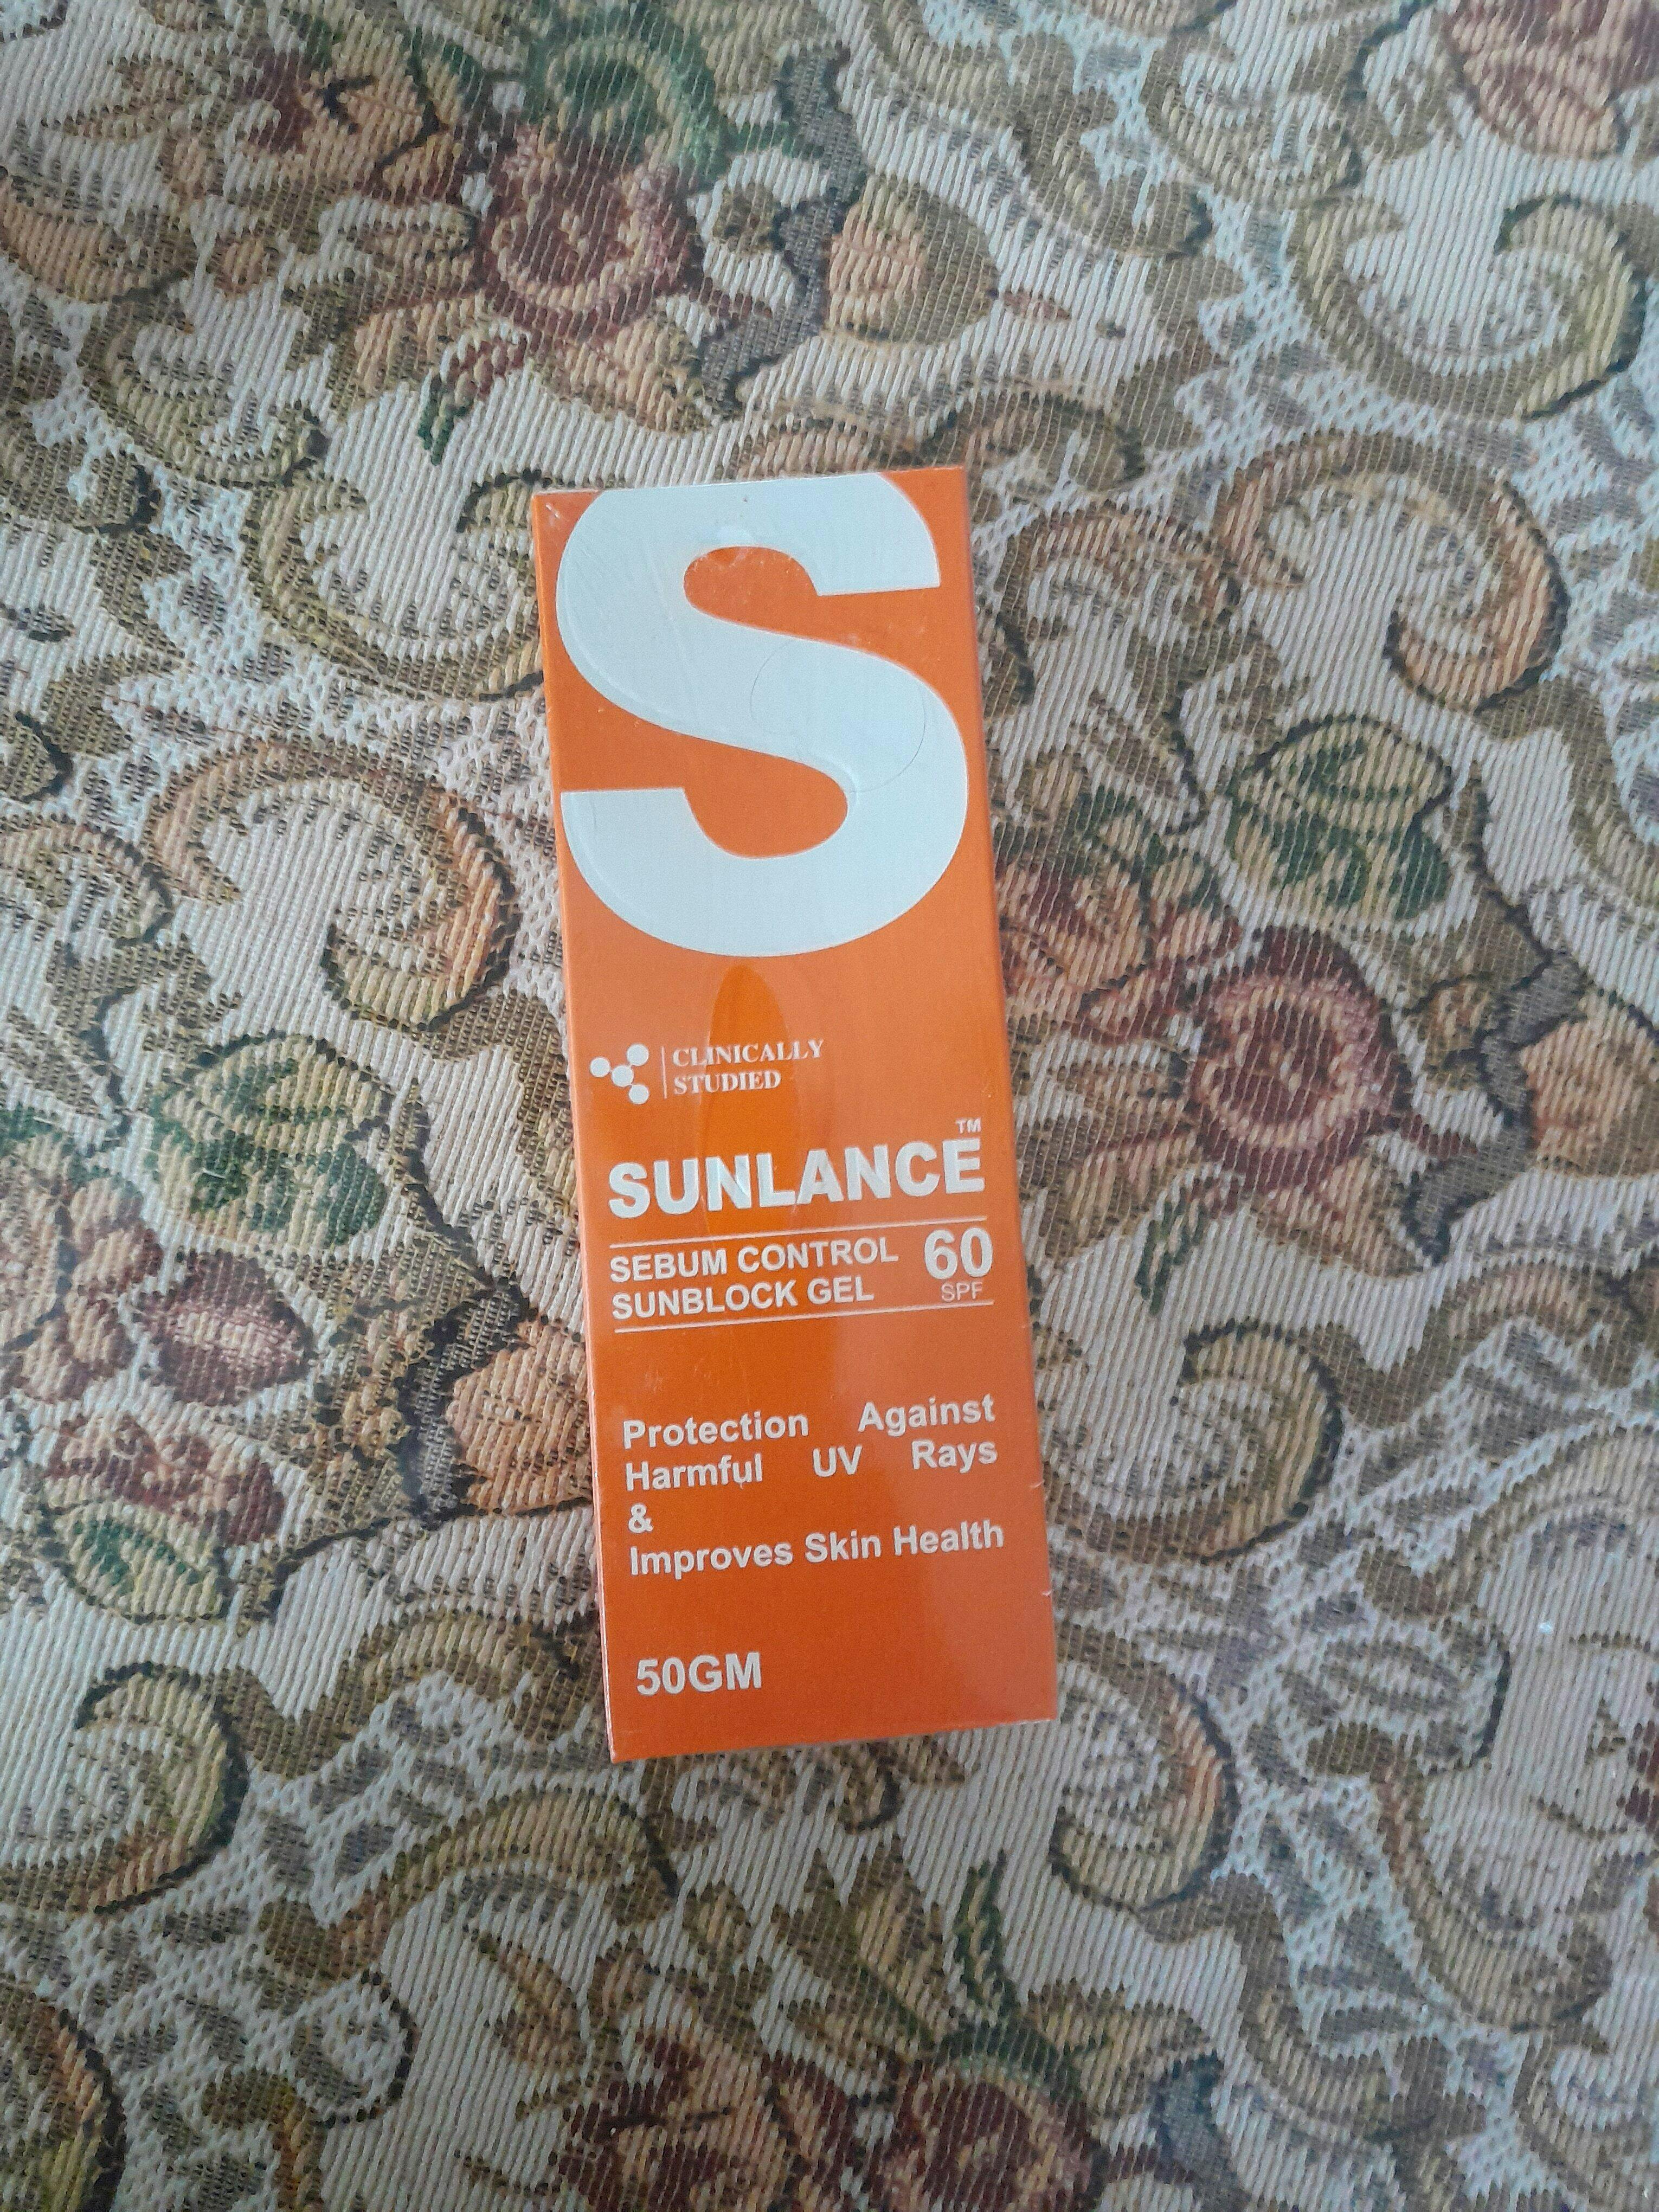 S
CLINICALLY
STUDIED
SUNLANCE™
SEBUM CONTROL
SUNBLOCK GEL
60
SPF
Protection Against
Harmful UV Rays
&
Improves Skin Health
50GM